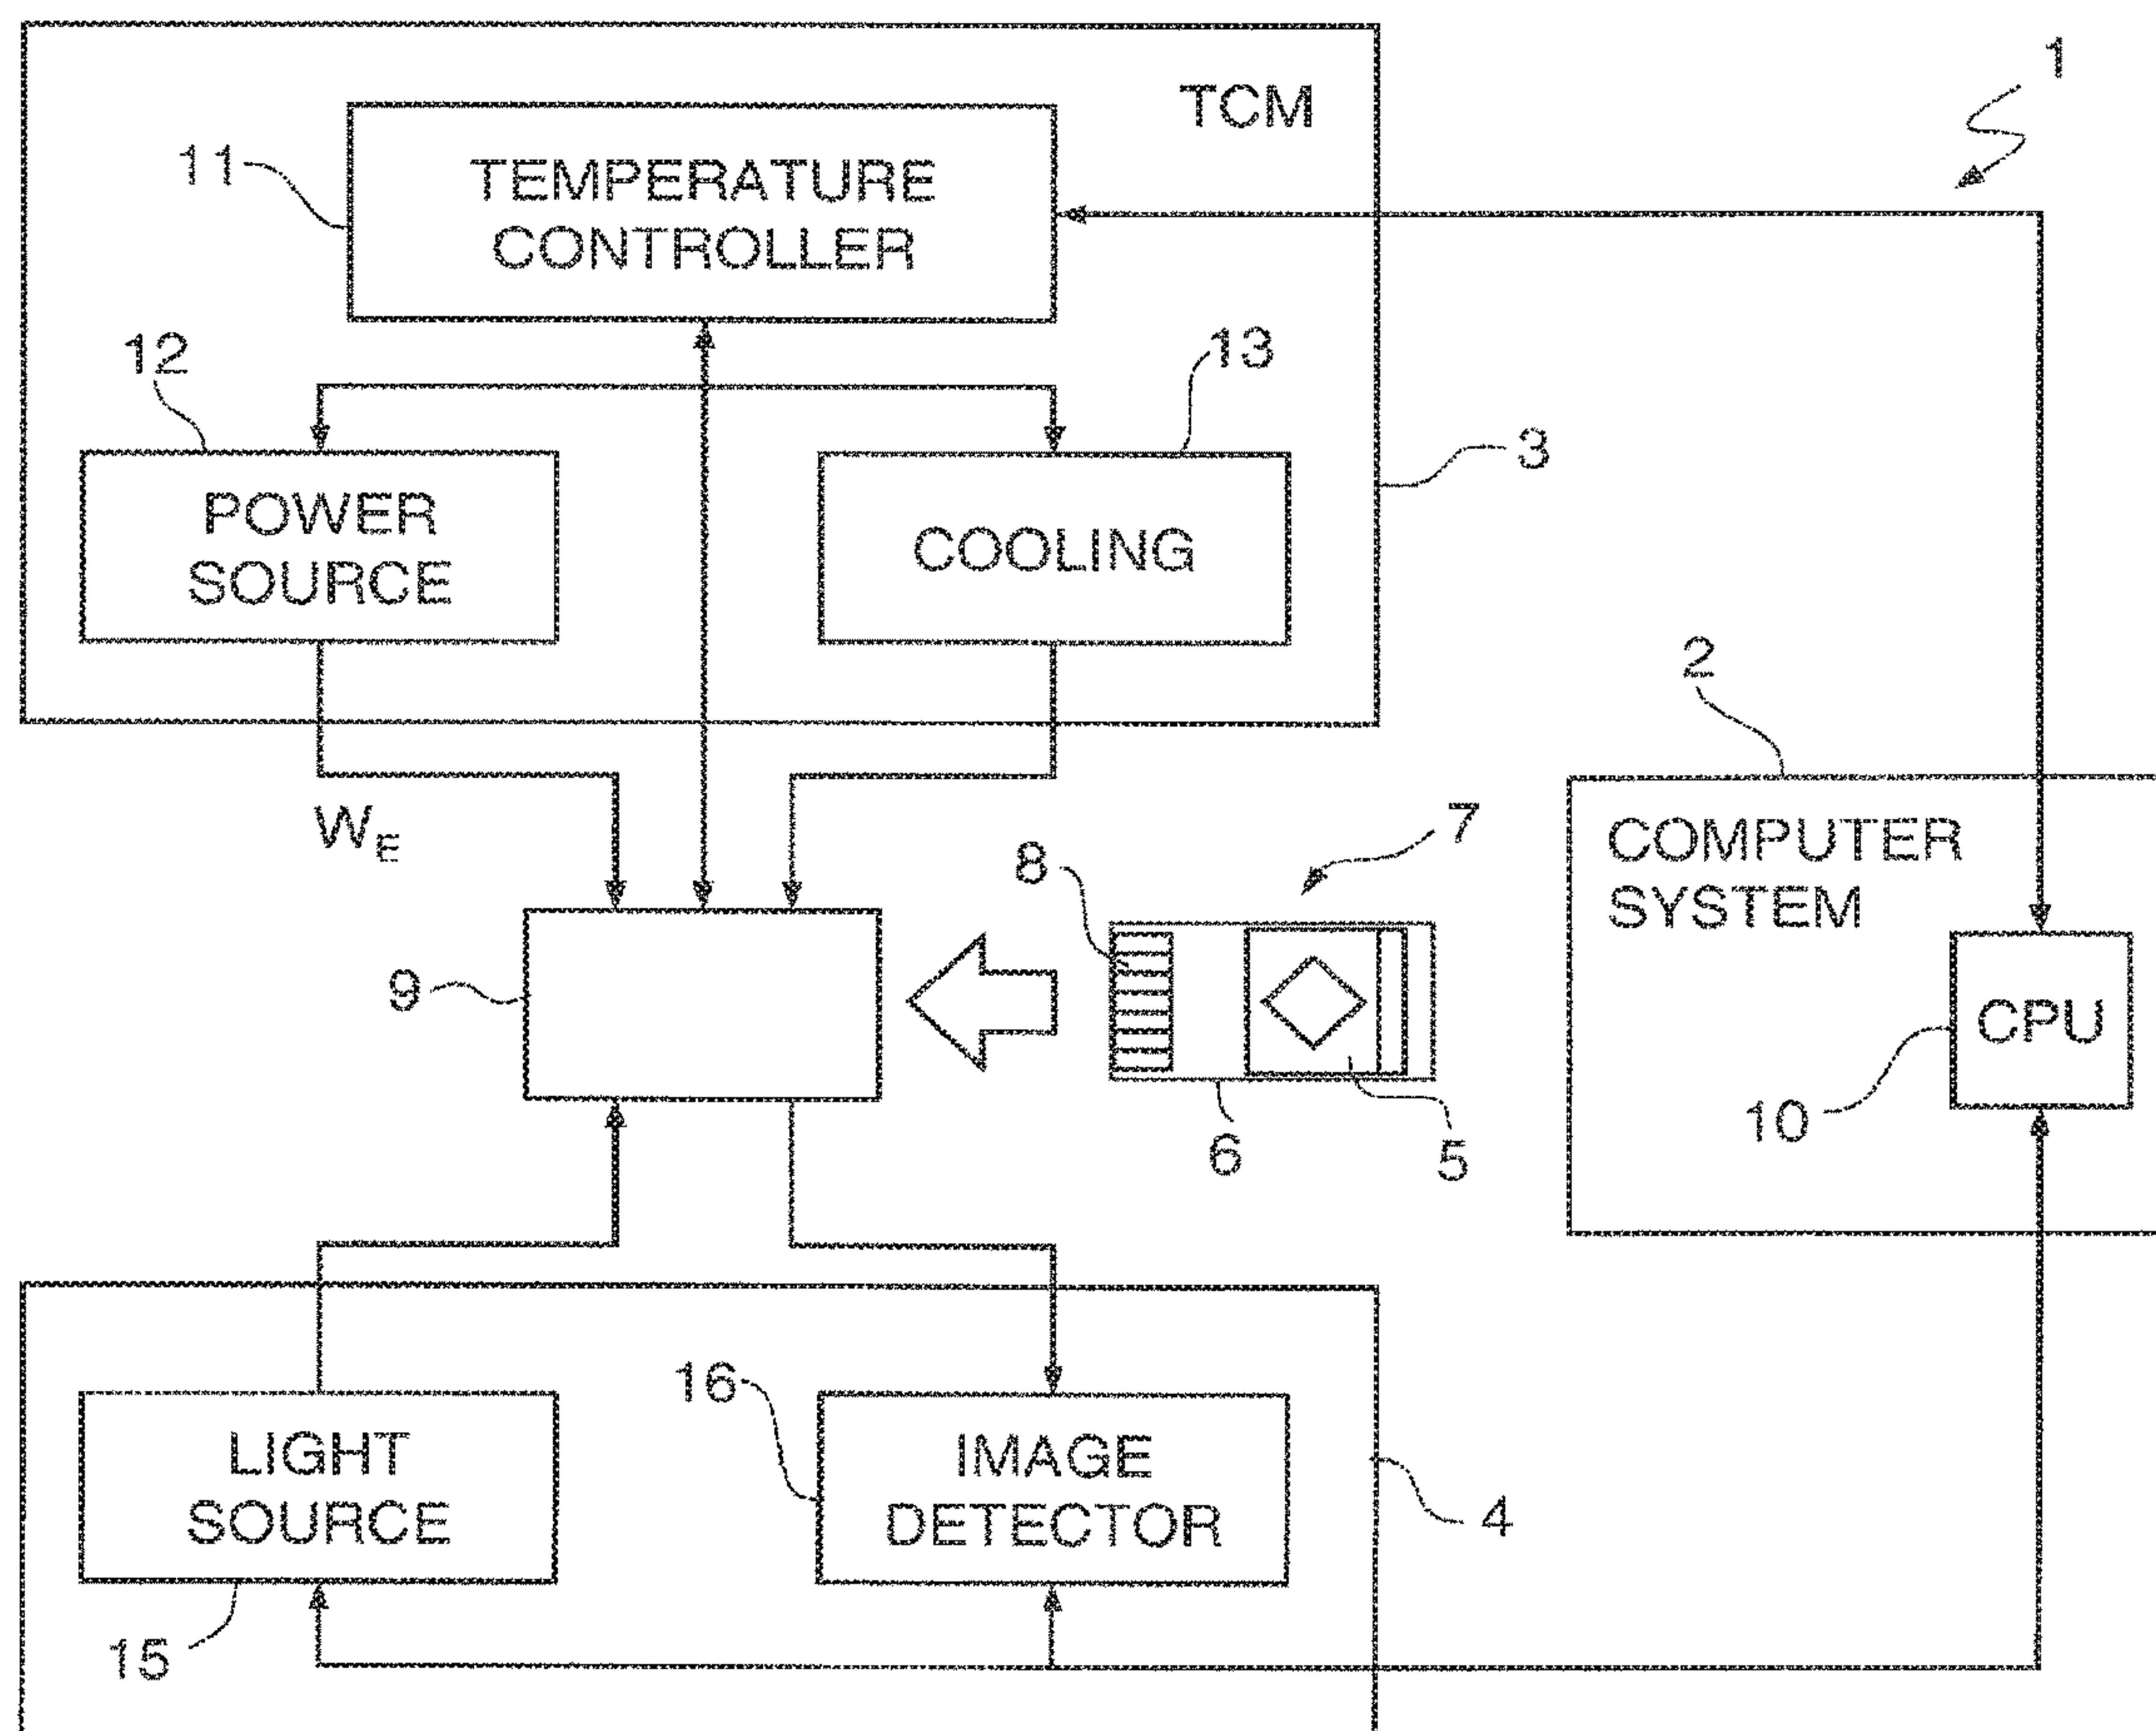 1
TCM
11
TEMPERATURE
CONTROLLER
12
13
POWER
SOURCE
COOLING
3
2
WE
7
8
COMPUTER
SYSTEM
9
CPU
10
6
5
16
LIGHT
SOURCE
IMAGE
DETECTOR
4
15